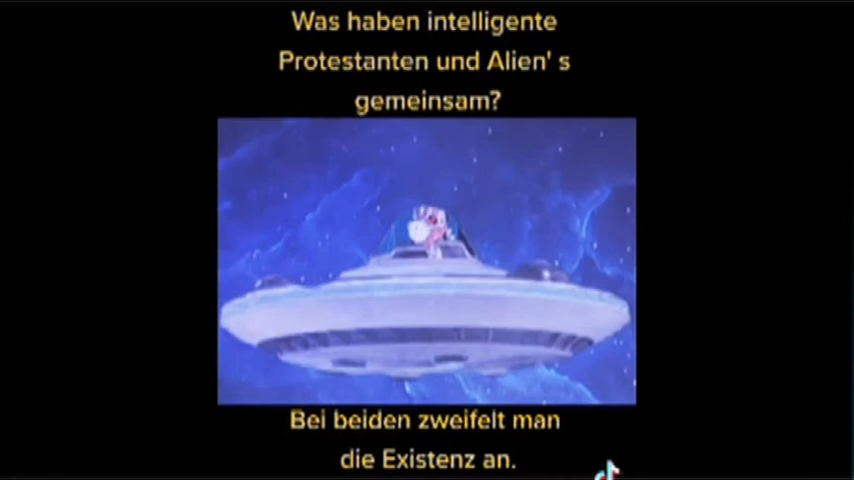 Was haben intelligente
Protestanten und Alien' s
gemeinsam?
Bei beiden zweifelt man
die Existenz an.